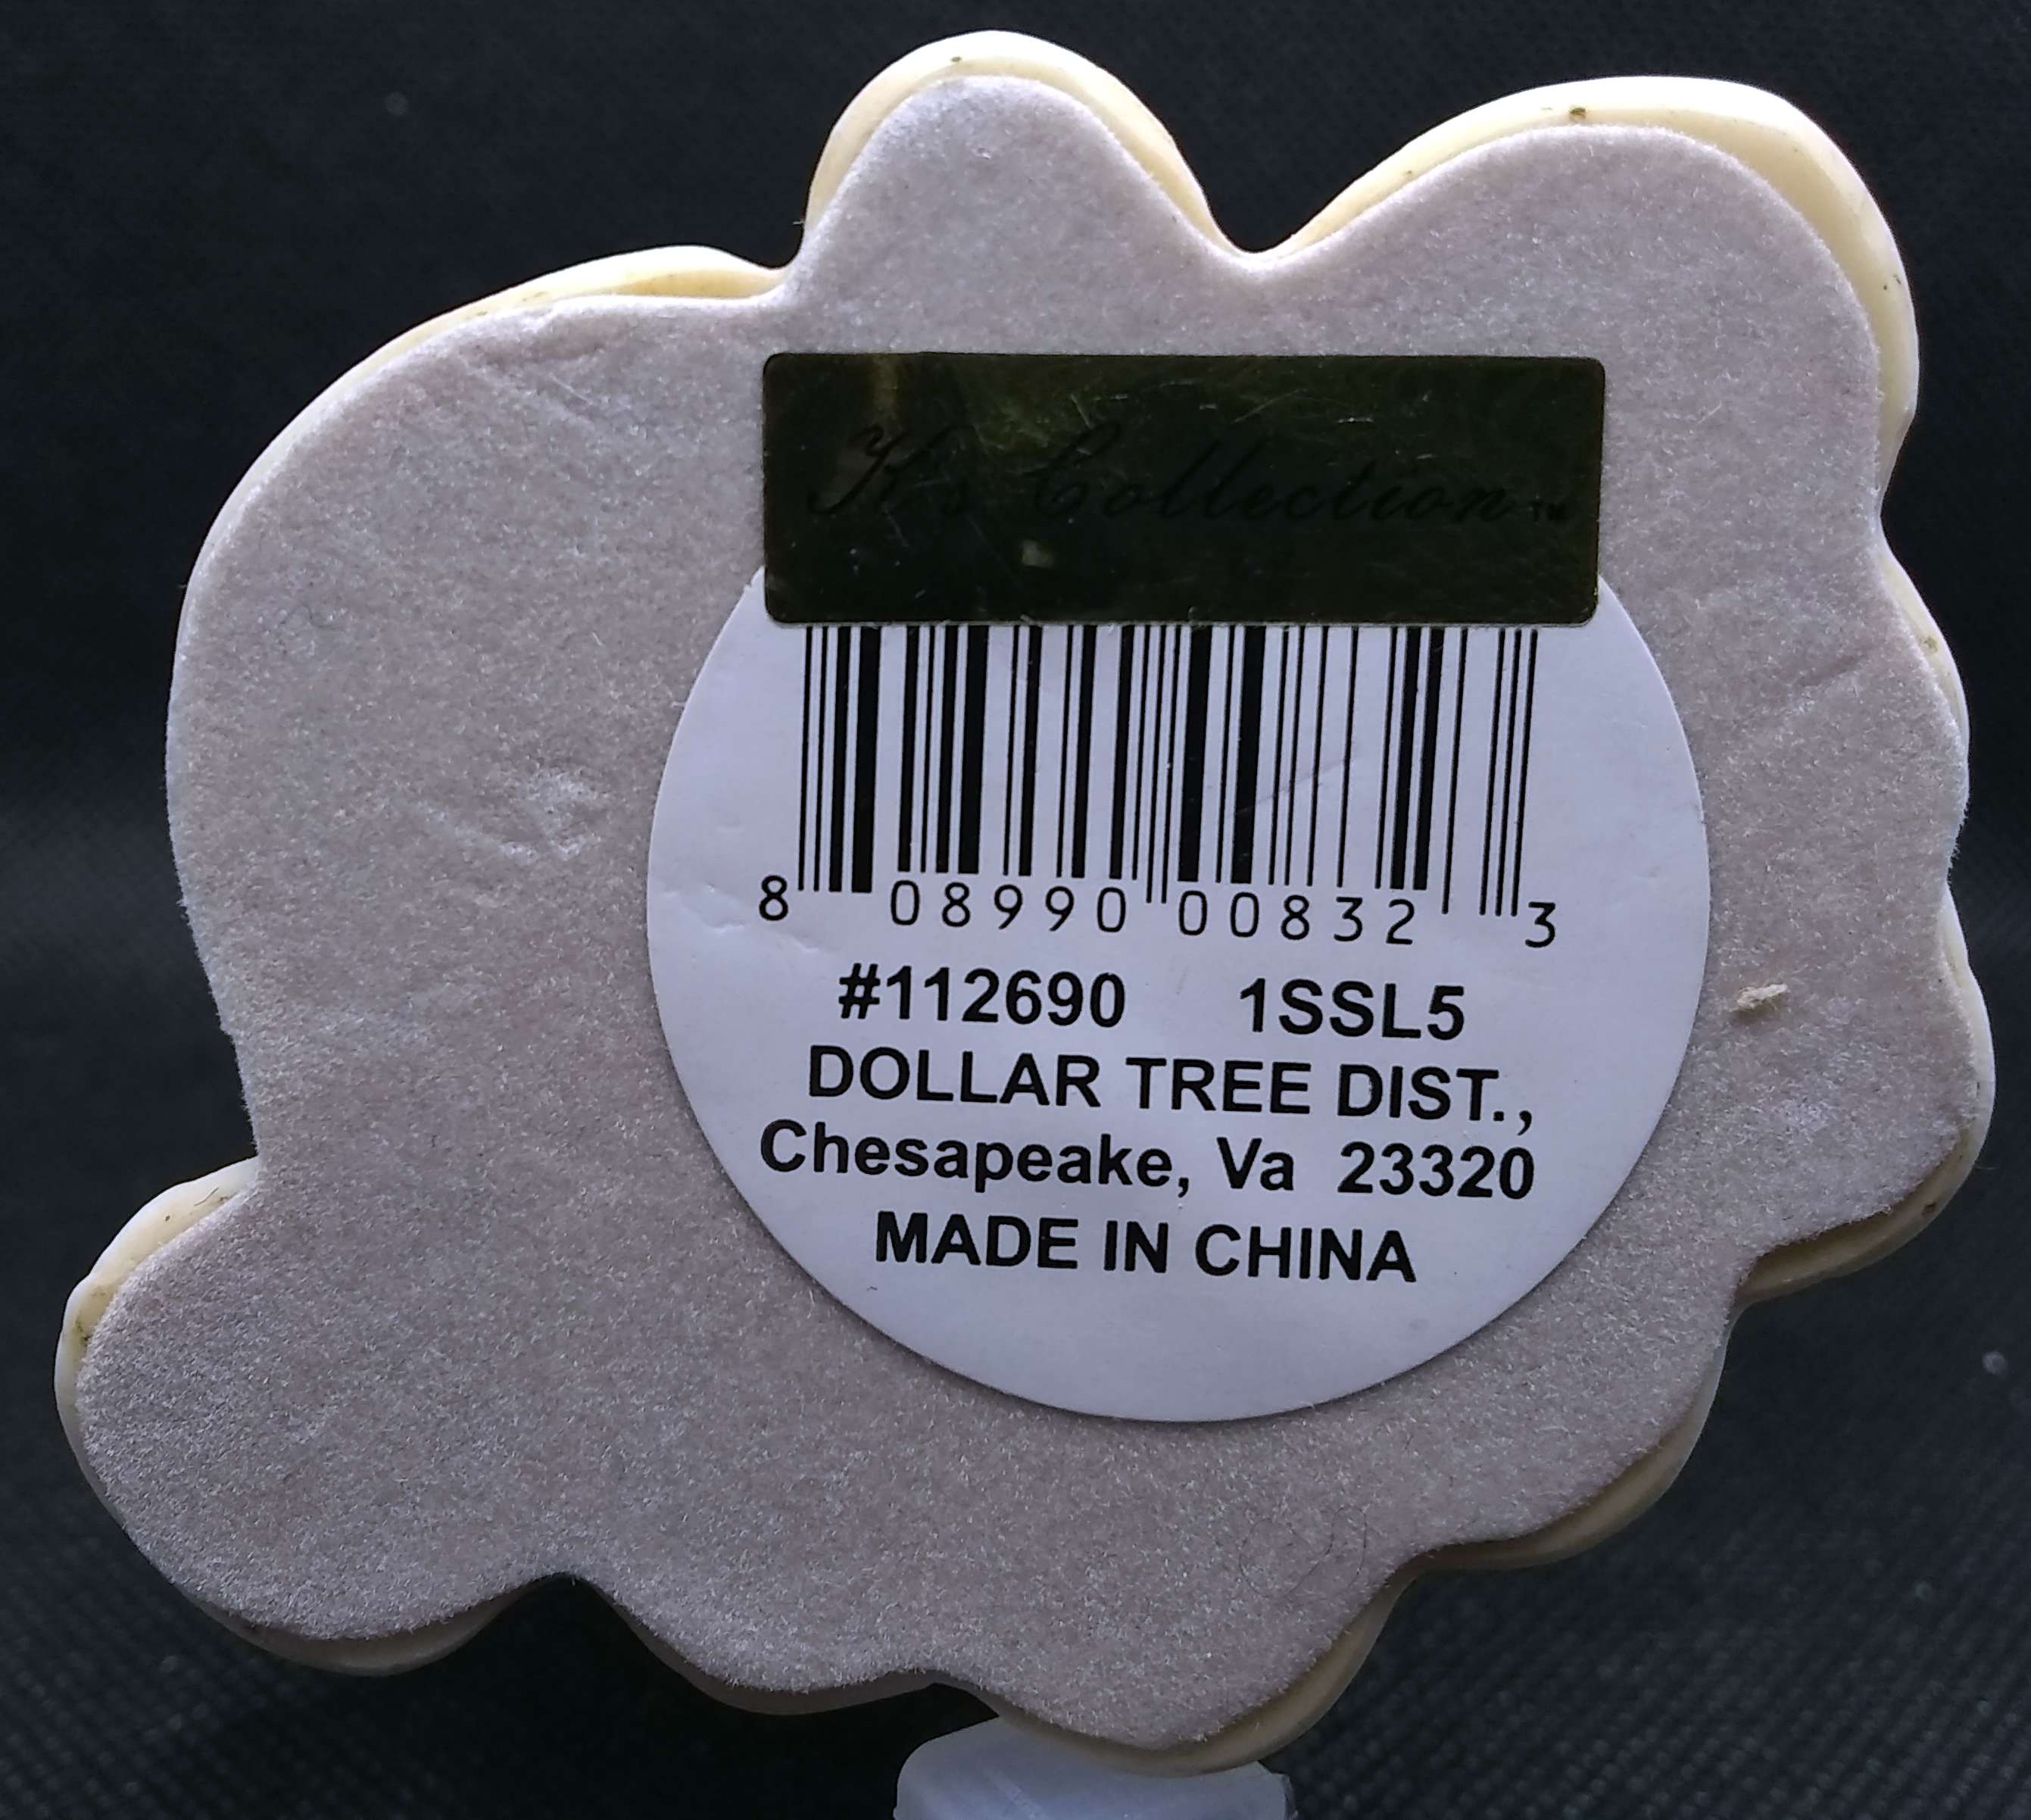 K's Collection™
8 08990 00832 3
#112690 1SSL5
DOLLAR TREE DIST.,
Chesapeake, Va 23320
MADE IN CHINA